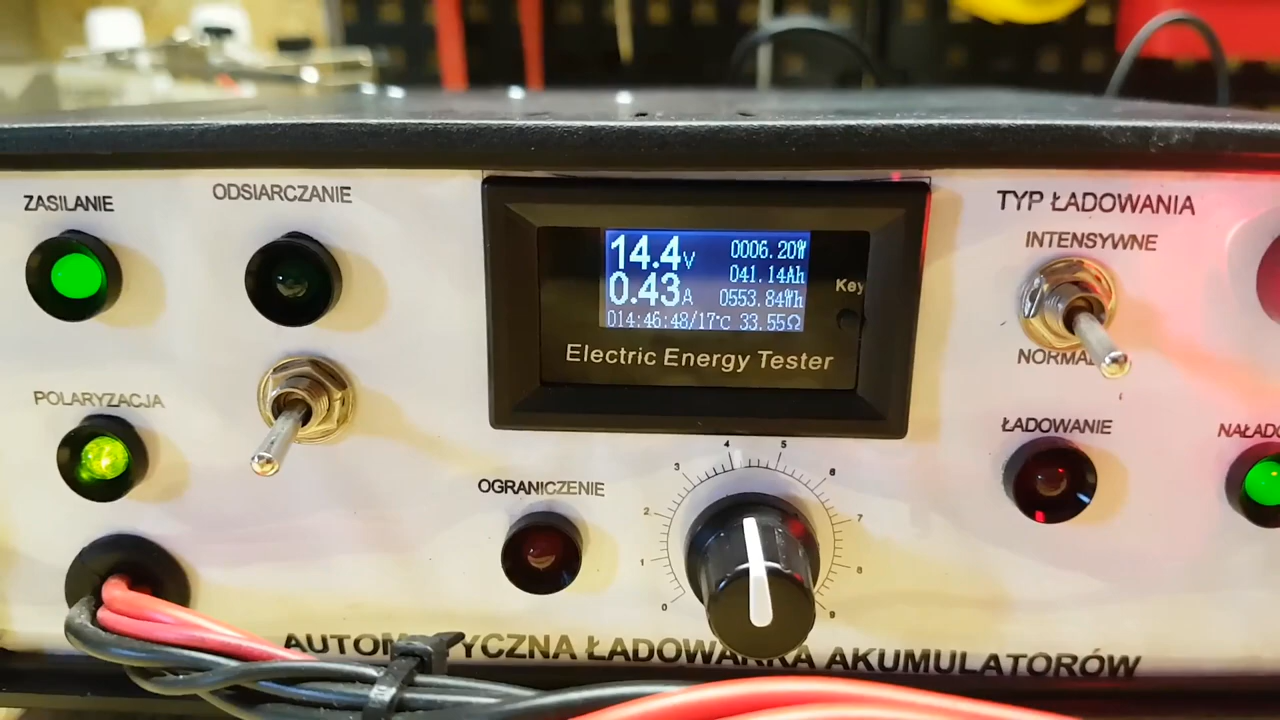 ZASILANIE
ODSIARCZANIE
POLARYZACJA
14.4V
0006.20W
041.14Ah
0.43A
0553.84Wh
014:46:48/17°C 33.55Ω
Key
Electric Energy Tester
TYP ŁADOWANIA
INTENSYWNE
ŁADOWANIE
OGRANICZENIE
0
1
2
3
4
5
6
7
8
9
ŁADOWARKA AKUMULATORÓW